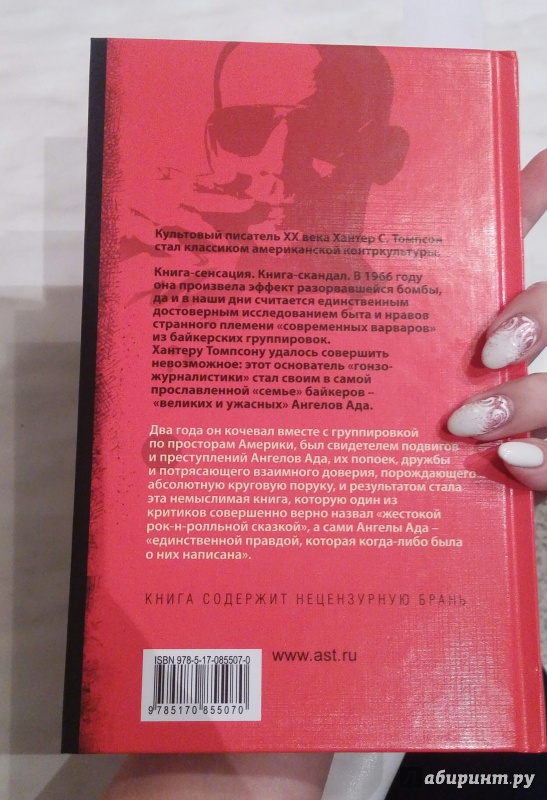 Культовый писатель XX века Хантер С. Томпсон
стал классиком американской контркультуры.
Книга-сенсация. Книга-скандал. В 1966 году
она произвела эффект разорвавшейся бомбы,
да и в наши дни считается единственным
достоверным исследованием быта и нравов
странного племени «современных варваров»
из байкерских группировок.
Хантеру Томпсону удалось совершить
невозможное: этот основатель «гонзо-
журналистики» стал своим в самой
прославленной «семье» байкеров –
«великих и ужасных» Ангелов Ада.
Два года он кочевал вместе с группировкой
по просторам Америки, был свидетелем подвигов
и преступлений Ангелов Ада, их попоек, дружбы
и потрясающего взаимного доверия, порождающего
абсолютную круговую поруку, и результатом стала
эта немыслимая книга, которую один из
критиков совершенно верно назвал «жестокой
рок-н-ролльной сказкой», а сами Ангелы Ада –
«единственной правдой, которая когда-либо была
о них написана».
КНИГА СОДЕРЖИТ НЕЦЕНЗУРНУЮ БРАНЬ
ISBN 978-5-17-085507-0
www.ast.ru
9 785170 855070
Лабиринт.ру